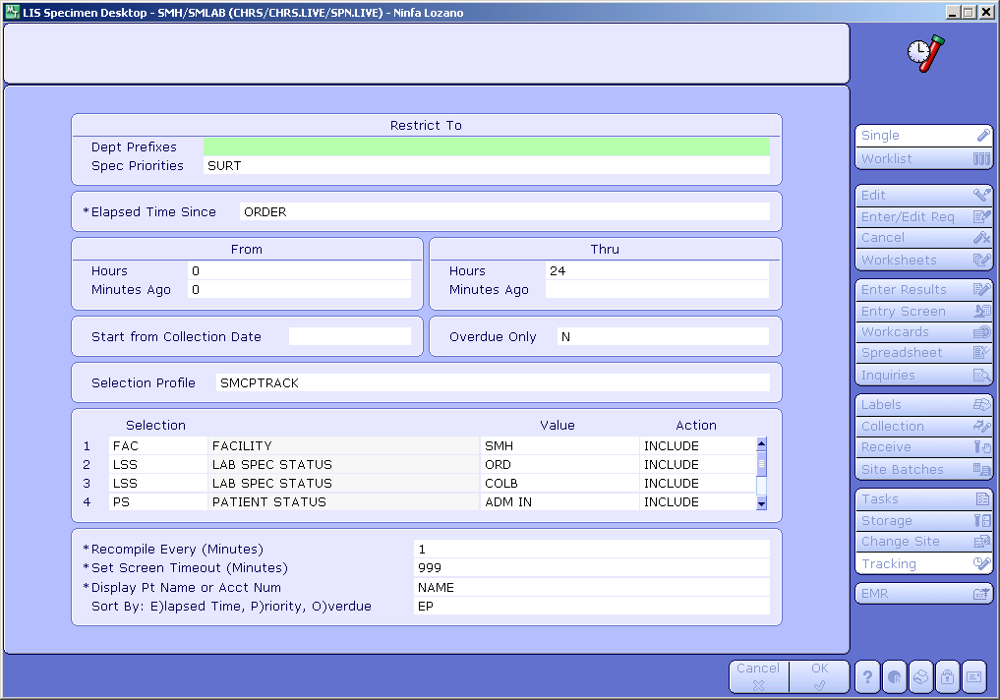 LIS Specimen Desktop - SMH/SMLAB (CHRS/CHRS.LIVE/SPN.LIVE) - Ninfa Lozano
Restrict To
Dept Prefixes
Spec Priorities SURT
*Elapsed Time Since ORDER
From
Hours 0
Minutes Ago 0
Thru
Hours 24
Minutes Ago
Start from Collection Date
Overdue Only N
Selection Profile SMCPTRACK
Selection Value Action
1 FAC FACILITY SMH INCLUDE
2 LSS LAB SPEC STATUS ORD INCLUDE
3 LSS LAB SPEC STATUS COLB INCLUDE
4 PS PATIENT STATUS ADM IN INCLUDE
*Recompile Every (Minutes) 1
*Set Screen Timeout (Minutes) 999
*Display Pt Name or Acct Num NAME
Sort By: E)lapsed Time, P)riority, O)verdue EP
Single
Worklist
Edit
Enter/Edit Req
Cancel
Worksheets
Enter Results
Entry Screen
Workcards
Spreadsheet
Inquiries
Labels
Collection
Receive
Site Batches
Tasks
Storage
Change Site
Tracking
EMR
Cancel
OK
?